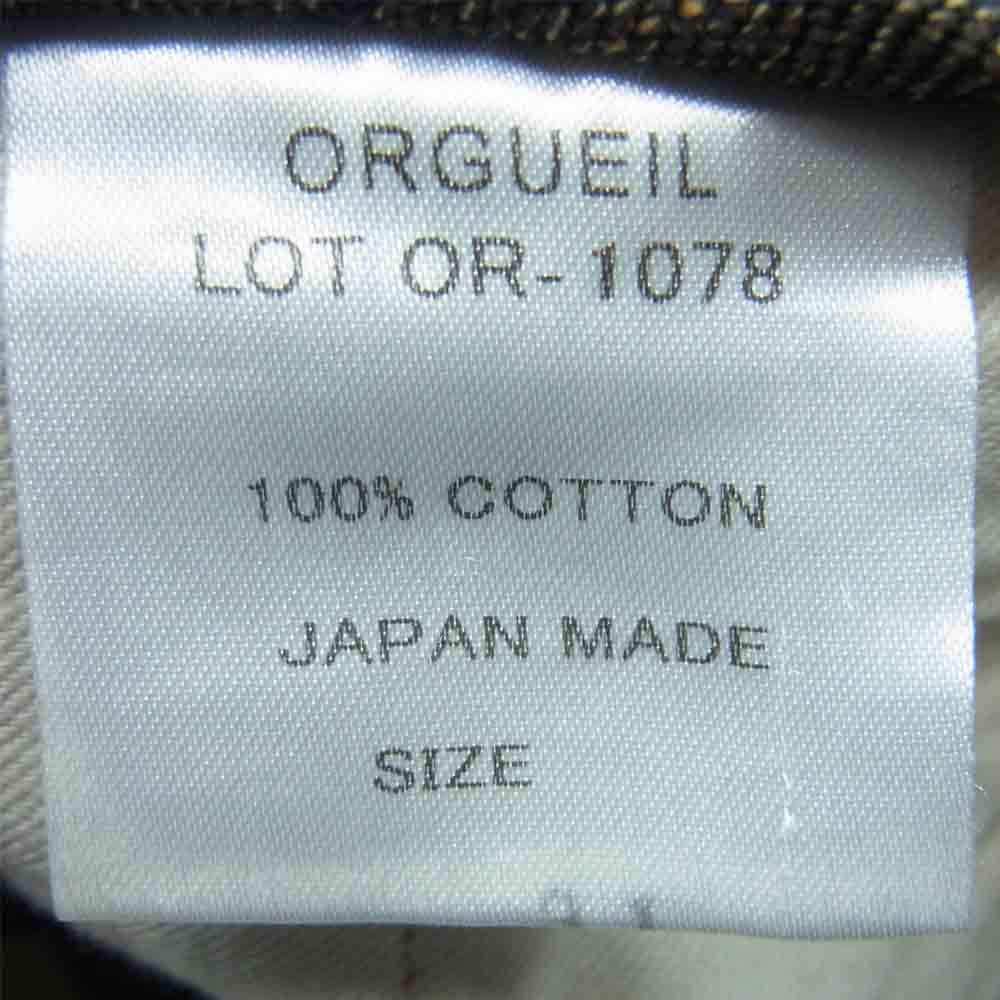 ORGUEIL
LOT OR-1078
100% COTTON
JAPAN MADE
SIZE